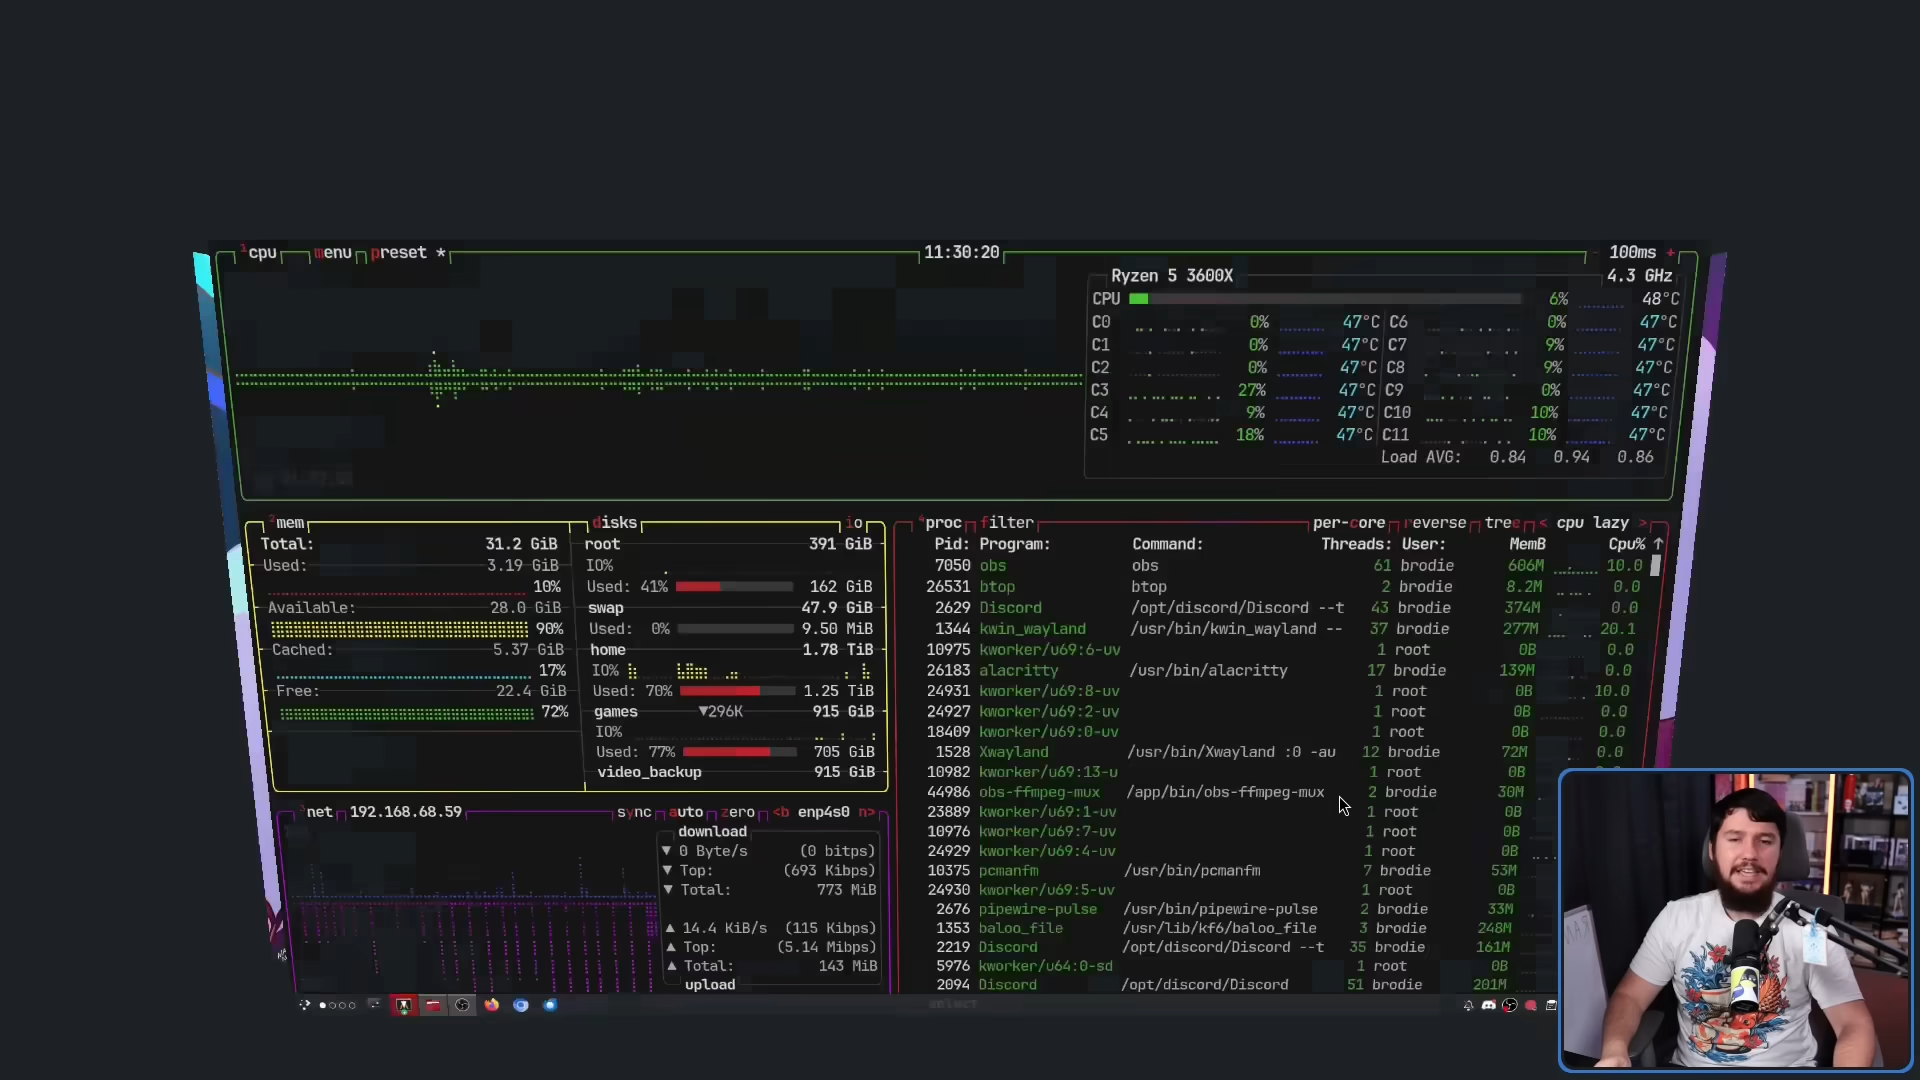 1cpu menu preset * 11:30:20 100ms +
Ryzen 5 3600X 4.3 GHz
CPU 6% 48°C
C0 0% 47°C C6 0% 47°C
C1 0% 47°C C7 9% 47°C
C2 0% 47°C C8 9% 47°C
C3 27% 47°C C9 0% 47°C
C4 9% 47°C C10 10% 47°C
C5 18% 47°C C11 10% 47°C
Load AVG: 0.84 0.94 0.86
2mem
Total: 31.2 GiB
Used: 3.19 GiB
10%
Available: 28.0 GiB
90%
Cached: 5.37 GiB
17%
Free: 22.4 GiB
72%
disks io
root 391 GiB
IO%
Used: 41% 162 GiB
swap 47.9 GiB
Used: 0% 9.50 MiB
home 1.78 TiB
IO%
Used: 70% 1.25 TiB
games ▼296K 915 GiB
IO%
Used: 77% 705 GiB
video_backup 915 GiB
3net 192.168.68.59 sync auto zero <b enp4s0 n>
download
▼ 0 Byte/s (0 bitps)
▼ Top: (693 Kibps)
▼ Total: 773 MiB
▲ 14.4 KiB/s (115 Kibps)
▲ Top: (5.14 Mibps)
▲ Total: 143 MiB
upload
4proc filter per-core reverse tree < cpu lazy >
Pid: Program: Command: Threads: User: MemB Cpu% ↑
7050 obs obs 61 brodie 606M 10.0
26531 btop btop 2 brodie 8.2M 0.0
2629 Discord /opt/discord/Discord --t 43 brodie 374M 0.0
1344 kwin_wayland /usr/bin/kwin_wayland -- 37 brodie 277M 20.1
10975 kworker/u69:6-uv 1 root 0B 0.0
26183 alacritty /usr/bin/alacritty 17 brodie 139M 0.0
24931 kworker/u69:8-uv 1 root 0B 10.0
24927 kworker/u69:2-uv 1 root 0B 0.0
18409 kworker/u69:0-uv 1 root 0B 0.0
1528 Xwayland /usr/bin/Xwayland :0 -au 12 brodie 72M 0.0
10982 kworker/u69:13-u 1 root 0B
44986 obs-ffmpeg-mux /app/bin/obs-ffmpeg-mux 2 brodie 30M
23889 kworker/u69:1-uv 1 root 0B
10976 kworker/u69:7-uv 1 root 0B
24929 kworker/u69:4-uv 1 root 0B
10375 pcmanfm /usr/bin/pcmanfm 7 brodie 53M
24930 kworker/u69:5-uv 1 root 0B
2676 pipewire-pulse /usr/bin/pipewire-pulse 2 brodie 33M
1353 baloo_file /usr/lib/kf6/baloo_file 3 brodie 248M
2219 Discord /opt/discord/Discord --t 35 brodie 161M
5976 kworker/u64:0-sd 1 root 0B
2094 Discord /opt/discord/Discord 51 brodie 201M